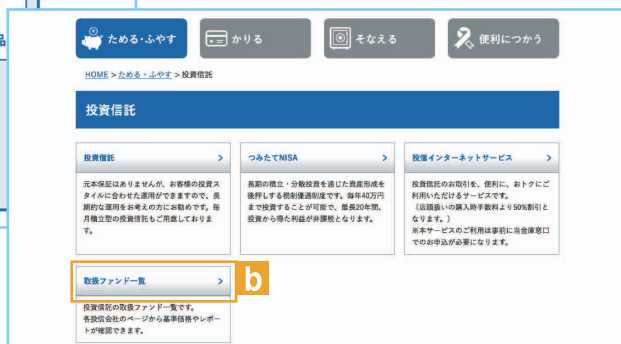 品
ためる・ふやす
かりる
そなえる
便利につかう
HOME > ためる・ふやす > 投資信託
投資信託
投資信託 >
元本保証はありませんが、お客様の投資ス
タイルに合わせた運用ができますので、長
期的な運用をお考えの方にお勧めです。毎
月積立型の投資信託もご用意しておりま
す。
つみたてNISA >
長期の積立・分散投資を通じた資産形成を
後押しする税制優遇制度です。毎年40万円
まで投資することが可能で、最長20年間、
投資から得た利益が非課税となります。
投信インターネットサービス >
投資信託のお取引を、便利に、おトクにご
利用いただけるサービスです。
(店頭扱いの購入時手数料より50%割引と
なります。)
※本サービスのご利用は事前に当金庫窓口
でのお申込が必要になります。
取扱ファンド一覧 >
b
投資信託の取扱ファンド一覧です。
各投信会社のページから基準価格やレポー
トが確認できます。